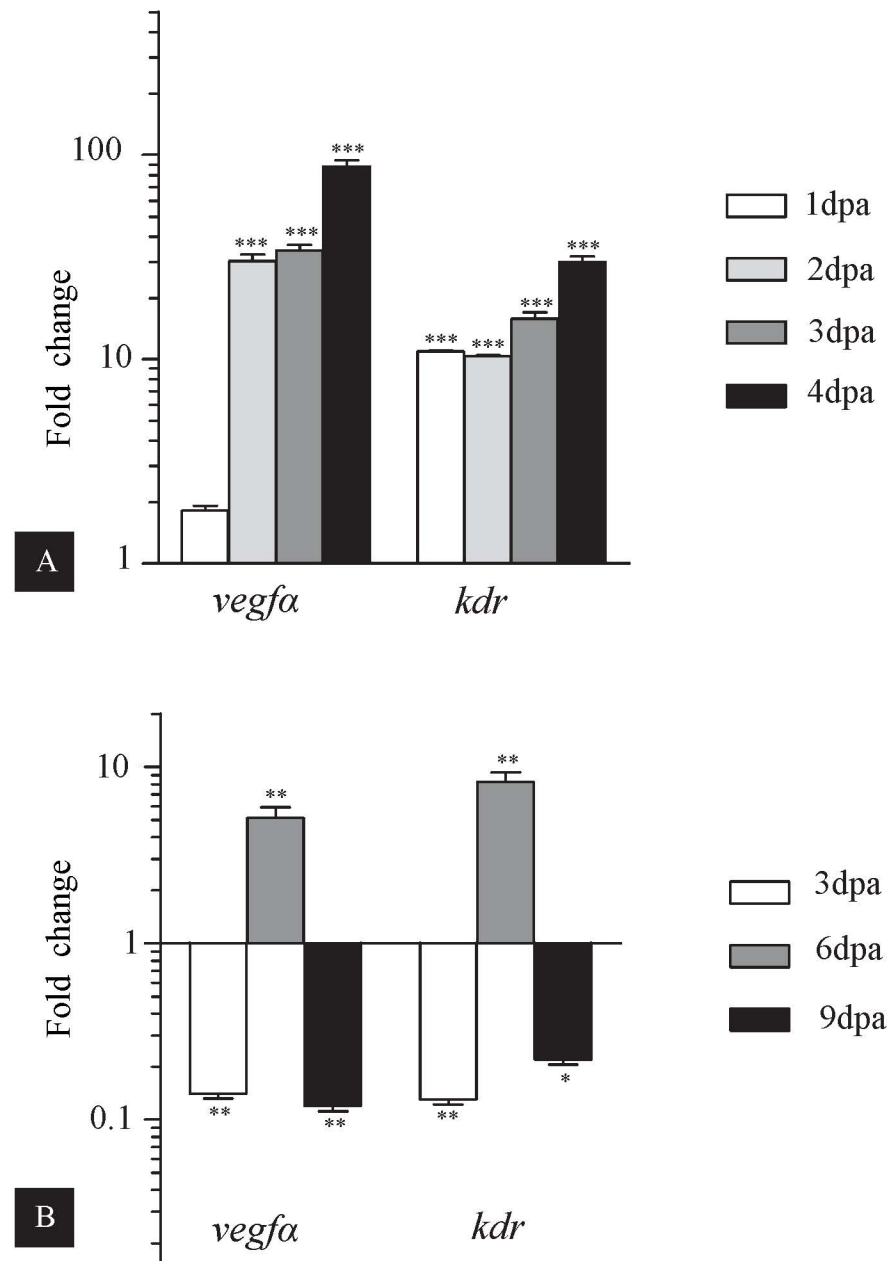 100
10
1
Fold change
***
***
***
***
***
***
***
1dpa
2dpa
3dpa
4dpa
A
vegfα
kdr
10
1
0.1
Fold change
**
**
**
**
**
*
3dpa
6dpa
9dpa
B
vegfα
kdr